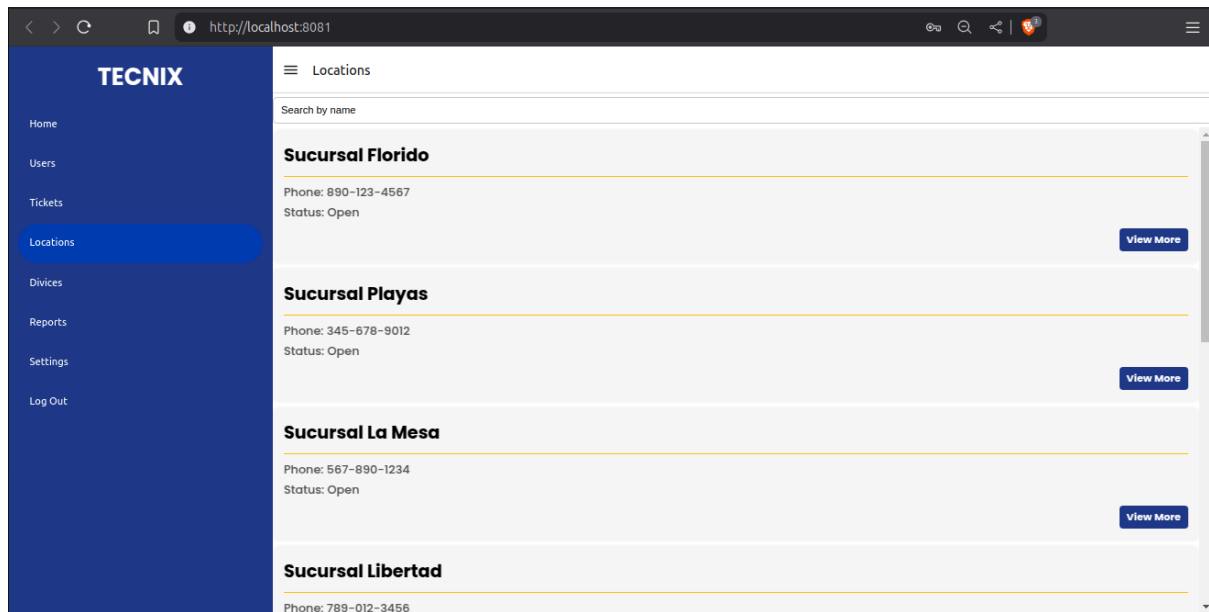 http://localhost:8081
3
TECNIX
Home
Users
Tickets
Locations
Divices
Reports
Settings
Log Out
Locations
Search by name
Sucursal Florido
Phone: 890-123-4567
Status: Open
View More
Sucursal Playas
Phone: 345-678-9012
Status: Open
View More
Sucursal La Mesa
Phone: 567-890-1234
Status: Open
View More
Sucursal Libertad
Phone: 789-012-3456